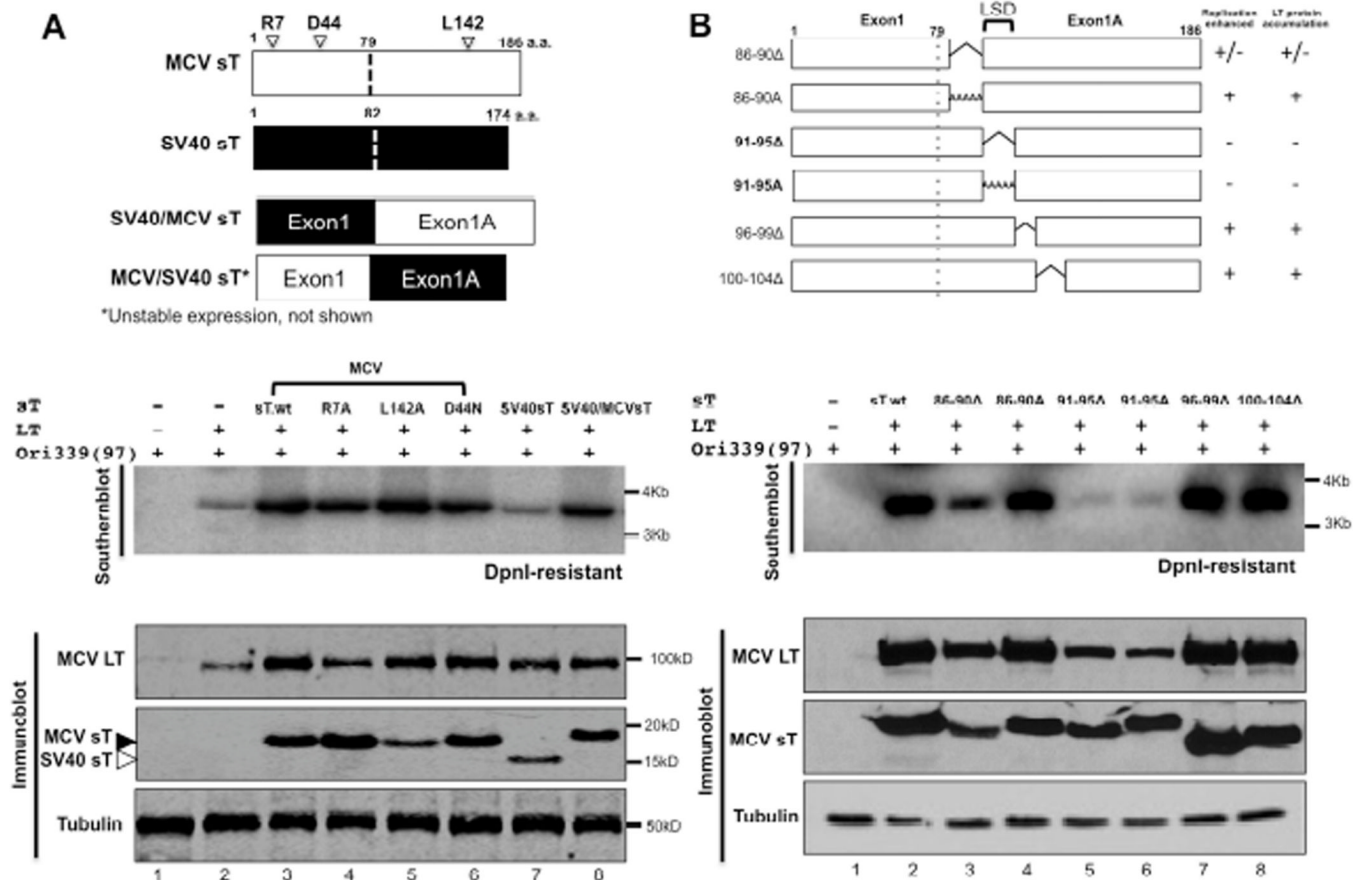 A
R7 D44 L142
1 79 186 a.a.
MCV sT
1 82 174 a.a.
SV40 sT
SV40/MCV sT Exon1 Exon1A
MCV/SV40 sT* Exon1 Exon1A
*Unstable expression, not shown
MCV
sT - - sT.wt R7A L142A D44N SV40sT SV40/MCVsT
LT - + + + + + + +
Ori339(97) + + + + + + + +
Southernblot
4Kb
3Kb
DpnI-resistant
Immunoblot
MCV LT
100kD
MCV sT
SV40 sT
20kD
15kD
Tubulin
50kD
1 2 3 4 5 6 7 8
B
Exon1 LSD Exon1A
Replication enhanced
LT protein accumulation
1 79 186
86-90Δ +/- +/-
86-90A AAAAA + +
91-95Δ - -
91-95A AAAAA - -
96-99Δ + +
100-104Δ + +
sT - sT.wt 86-90Δ 86-90A 91-95Δ 91-95A 96-99Δ 100-104Δ
LT - + + + + + + +
Ori339(97) + + + + + + + +
Southernblot
4Kb
3Kb
DpnI-resistant
Immunoblot
MCV LT
MCV sT
Tubulin
1 2 3 4 5 6 7 8